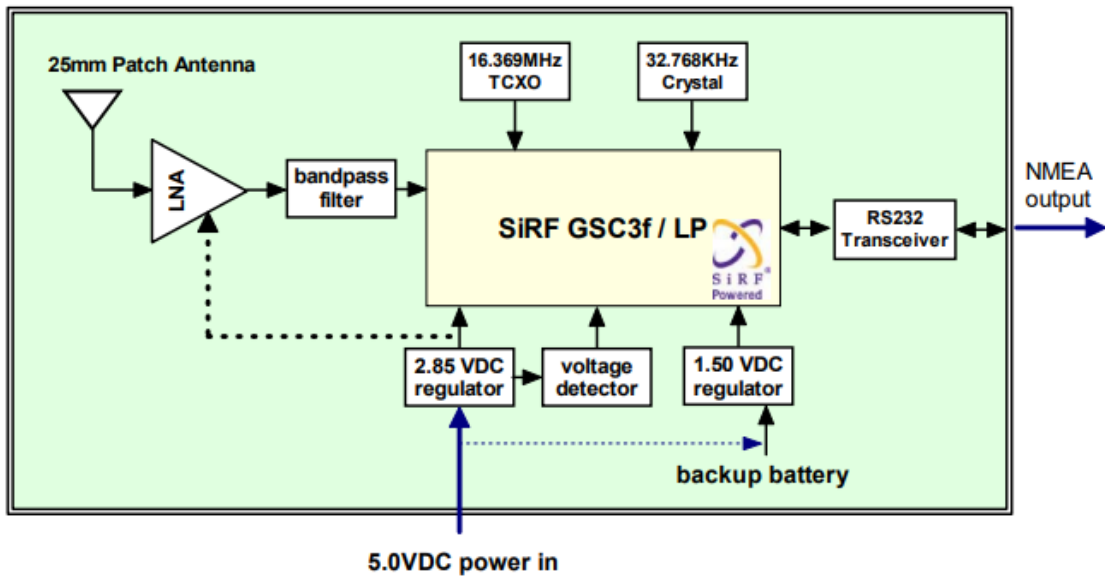 25mm Patch Antenna
16.369MHz
TCXO
32.768KHz
Crystal
LNA
bandpass
filter
SiRF GSC3f / LP
SiRF®
Powered
RS232
Transceiver
NMEA
output
2.85 VDC
regulator
voltage
detector
1.50 VDC
regulator
backup battery
5.0VDC power in